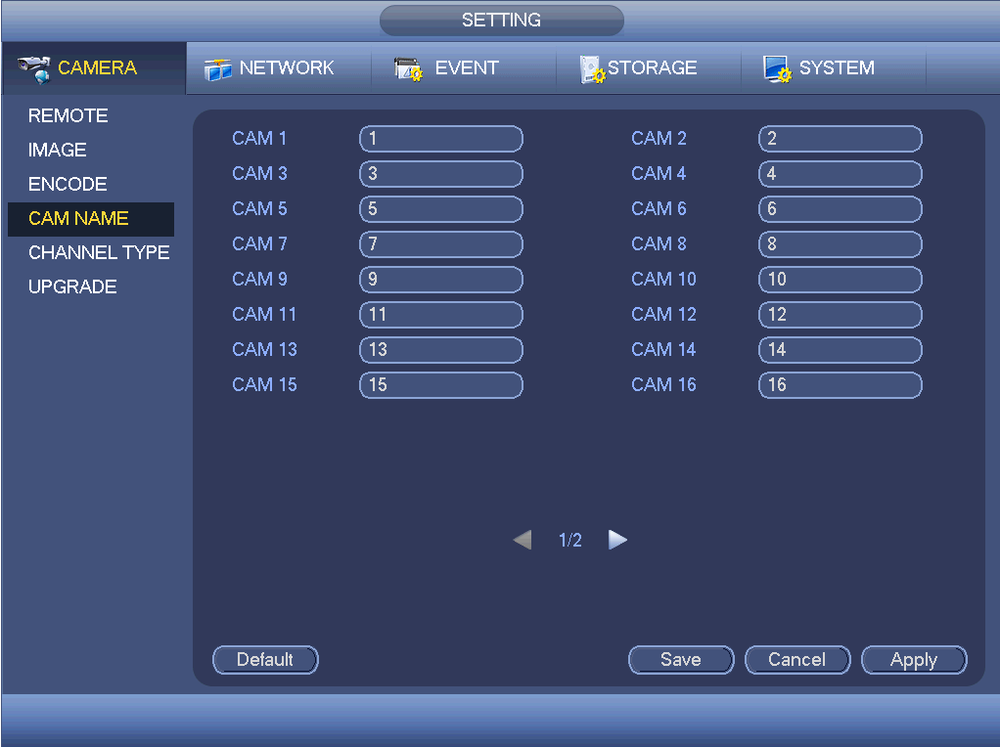 SETTING
CAMERA NETWORK EVENT STORAGE SYSTEM
REMOTE
IMAGE
ENCODE
CAM NAME
CHANNEL TYPE
UPGRADE
CAM 1 1 CAM 2 2
CAM 3 3 CAM 4 4
CAM 5 5 CAM 6 6
CAM 7 7 CAM 8 8
CAM 9 9 CAM 10 10
CAM 11 11 CAM 12 12
CAM 13 13 CAM 14 14
CAM 15 15 CAM 16 16
1/2
Default Save Cancel Apply